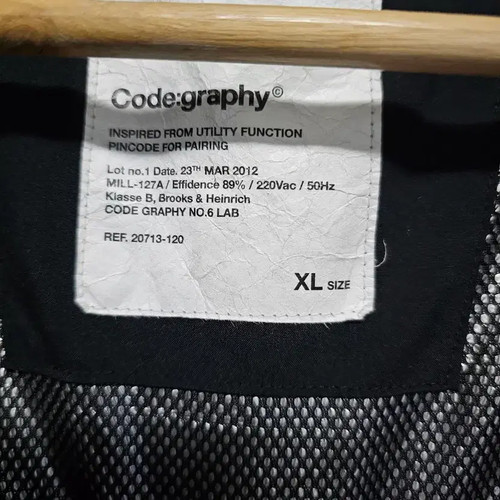 Code:graphy©
INSPIRED FROM UTILITY FUNCTION
PINCODE FOR PAIRING
Lot no.1 Date. 23TH MAR 2012
MILL-127A / Effidence 89% / 220Vac / 50Hz
Klasse B, Brooks & Heinrich
CODE GRAPHY NO.6 LAB
REF. 20713-120
XL SIZE